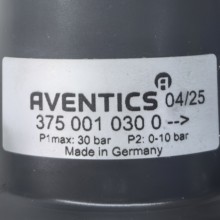 AVENTICS 04/25
375 001 030 0 -->
P1max: 30 bar P2: 0-10 bar
Made in Germany